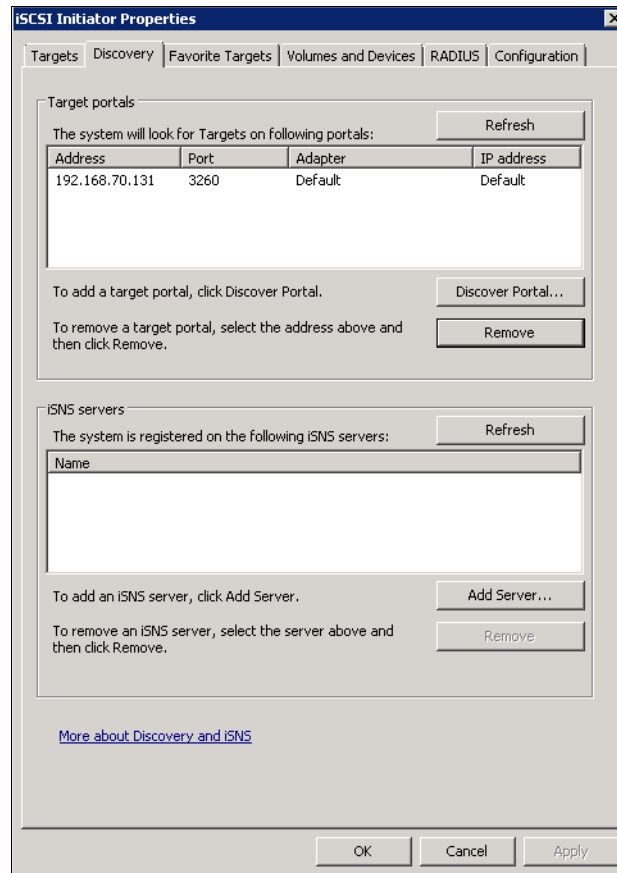 iSCSI Initiator Properties
Targets Discovery Favorite Targets Volumes and Devices RADIUS Configuration
Target portals
The system will look for Targets on following portals:
Refresh
Address Port Adapter IP address
192.168.70.131 3260 Default Default
To add a target portal, click Discover Portal.
Discover Portal...
To remove a target portal, select the address above and
then click Remove.
Remove
iSNS servers
The system is registered on the following iSNS servers:
Refresh
Name
To add an iSNS server, click Add Server.
Add Server...
To remove an iSNS server, select the server above and
then click Remove.
Remove
More about Discovery and iSNS
OK Cancel Apply